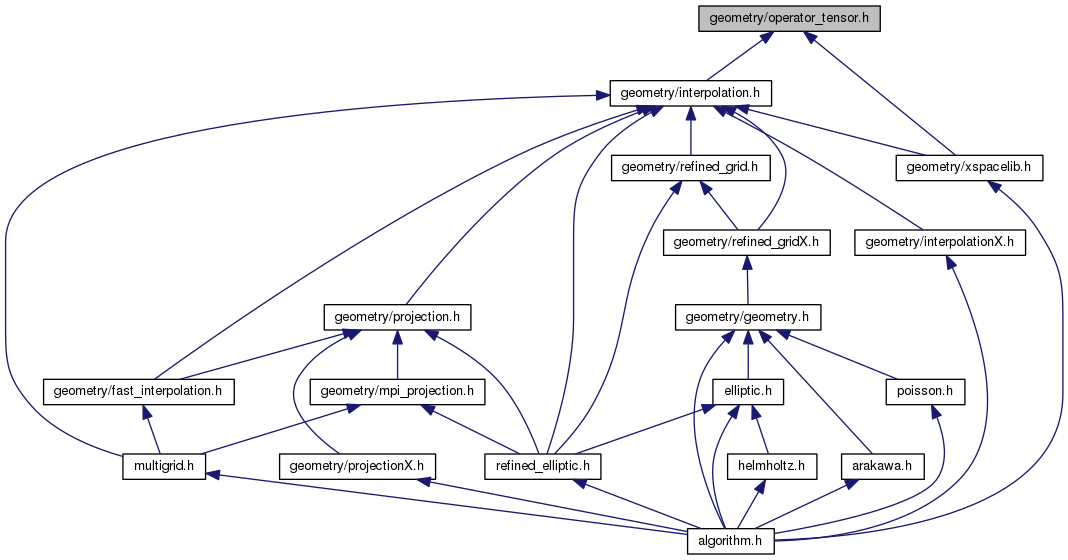 geometry/operator_tensor.h
geometry/interpolation.h
geometry/refined_grid.h
geometry/xspacelib.h
geometry/refined_gridX.h
geometry/interpolationX.h
geometry/projection.h
geometry/geometry.h
geometry/fast_interpolation.h
geometry/mpi_projection.h
elliptic.h
poisson.h
multigrid.h
geometry/projectionX.h
refined_elliptic.h
helmholtz.h
arakawa.h
algorithm.h